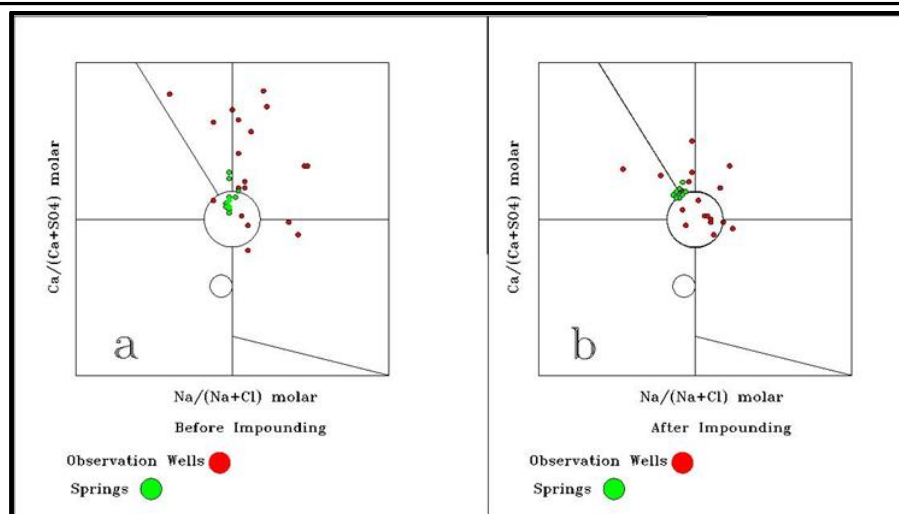 Ca/(Ca+SO4) molar
a
Na/(Na+Cl) molar
Before Impounding
Observation Wells
Springs
Ca/(Ca+SO4) molar
b
Na/(Na+Cl) molar
After Impounding
Observation Wells
Springs